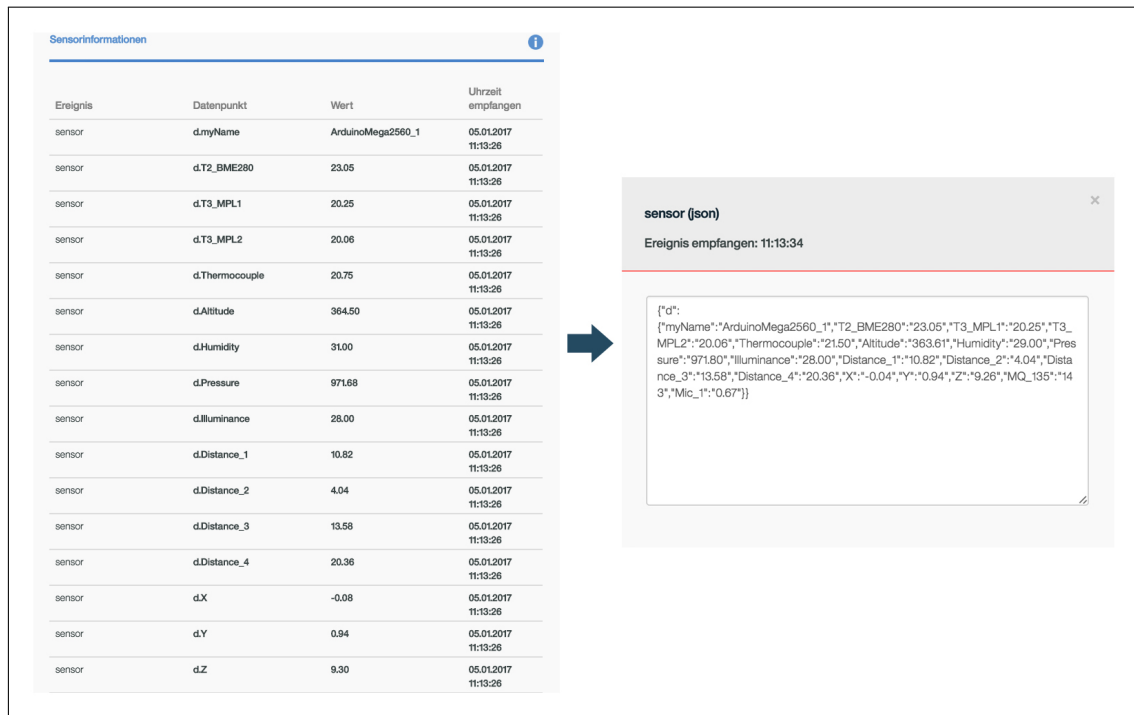 Sensorinformationen
Ereignis Datenpunkt Wert Uhrzeit empfangen
sensor d.myName ArduinoMega2560_1 05.01.2017
11:13:26
sensor d.T2_BME280 23.05 05.01.2017
11:13:26
sensor d.T3_MPL1 20.25 05.01.2017
11:13:26
sensor d.T3_MPL2 20.06 05.01.2017
11:13:26
sensor d.Thermocouple 20.75 05.01.2017
11:13:26
sensor d.Altitude 364.50 05.01.2017
11:13:26
sensor d.Humidity 31.00 05.01.2017
11:13:26
sensor d.Pressure 971.68 05.01.2017
11:13:26
sensor d.Illuminance 28.00 05.01.2017
11:13:26
sensor d.Distance_1 10.82 05.01.2017
11:13:26
sensor d.Distance_2 4.04 05.01.2017
11:13:26
sensor d.Distance_3 13.58 05.01.2017
11:13:26
sensor d.Distance_4 20.36 05.01.2017
11:13:26
sensor d.X -0.08 05.01.2017
11:13:26
sensor d.Y 0.94 05.01.2017
11:13:26
sensor d.Z 9.30 05.01.2017
11:13:26
sensor (json)
Ereignis empfangen: 11:13:34
{"d":
{"myName":"ArduinoMega2560_1","T2_BME280":"23.05","T3_MPL1":"20.25","T3_
MPL2":"20.06","Thermocouple":"21.50","Altitude":"363.61","Humidity":"29.00","Pres
sure":"971.80","Illuminance":"28.00","Distance_1":"10.82","Distance_2":"4.04","Dista
nce_3":"13.58","Distance_4":"20.36","X":"-0.04","Y":"0.94","Z":"9.26","MQ_135":"14
3","Mic_1":"0.67"}}